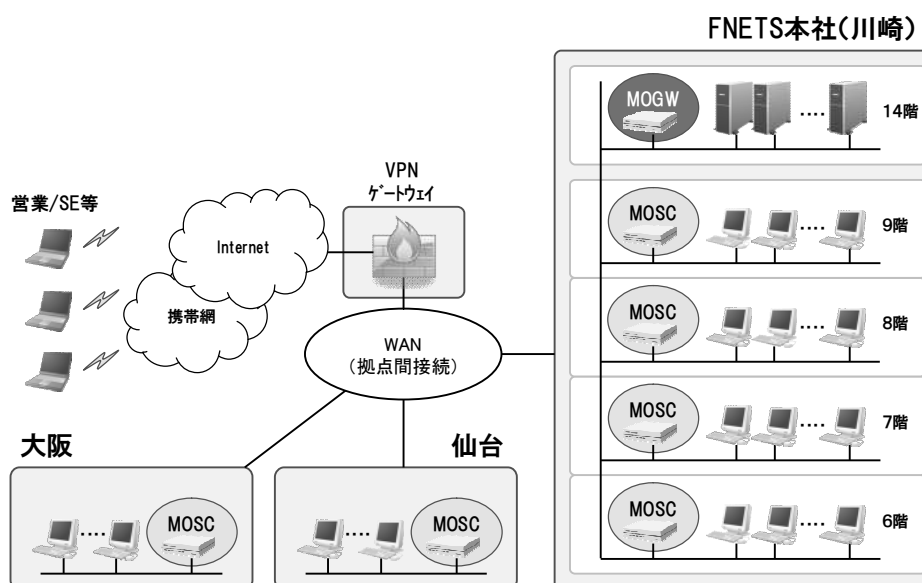 FNETS本社(川崎)
MOGW
14階
VPN
ゲートウェイ
営業/SE等
Internet
携帯網
MOSC
9階
MOSC
8階
WAN
(拠点間接続)
MOSC
7階
大阪
仙台
MOSC
MOSC
MOSC
6階